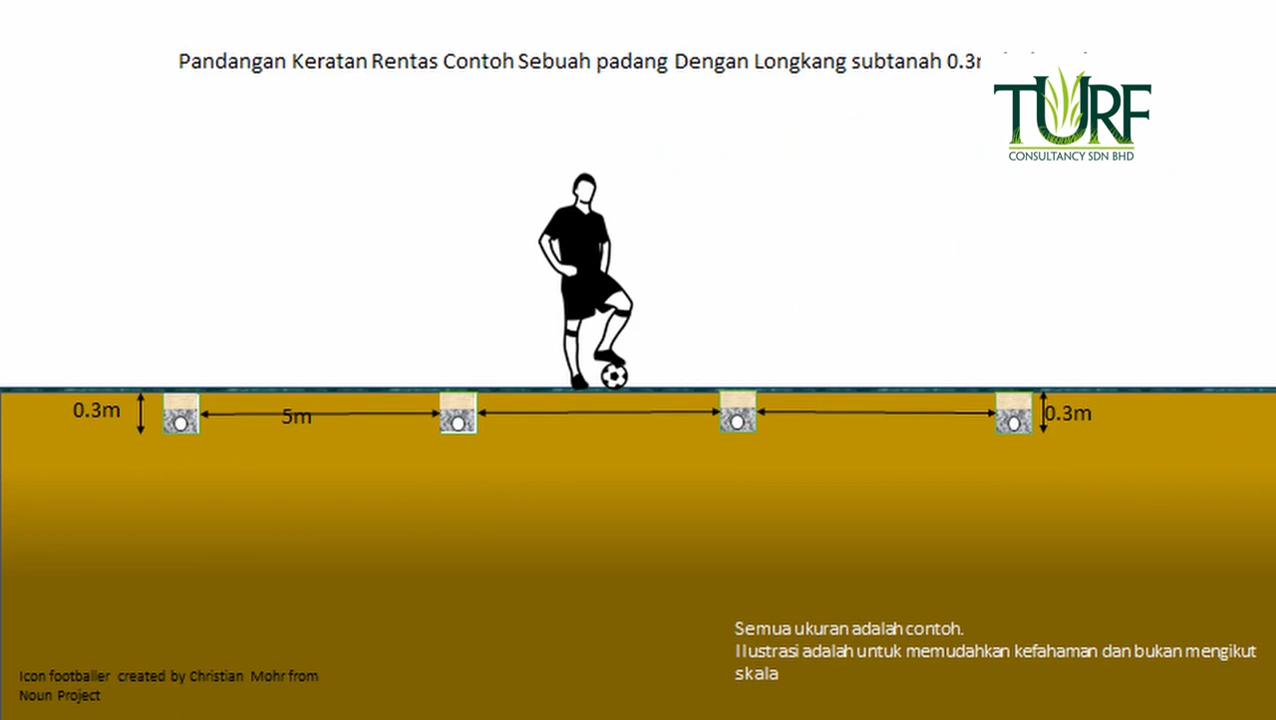 Pandangan Keratan Rentas Contoh Sebuah padang Dengan Longkang subtanah
TURF
CONSULTANCY SDN BHD
0.3m
5m
0.3m
Semua ukuran adalah contoh.
Ilustrasi adalah untuk memudahkan kefahaman dan bukan mengikut
skala
Icon footballer created by Christian Mohr from
Noun Project